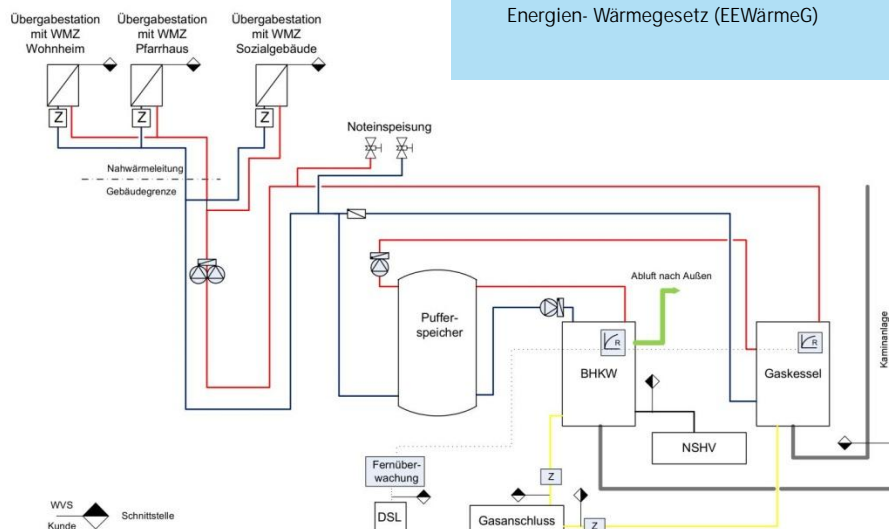 Energien- Wärmegesetz (EEWärmeG)
Übergabestation
mit WMZ
Wohnheim
Übergabestation
mit WMZ
Pfarrhaus
Übergabestation
mit WMZ
Sozialgebäude
Z
Z
Z
Noteinspeisung
Nahwärmeleitung
Gebäudegrenze
Abluft nach Außen
Puffer-
speicher
R
BHKW
R
Gaskessel
Kaminanlage
NSHV
Fernüber-
wachung
Z
DSL
Gasanschluss
Z
WVS
Kunde
Schnittstelle